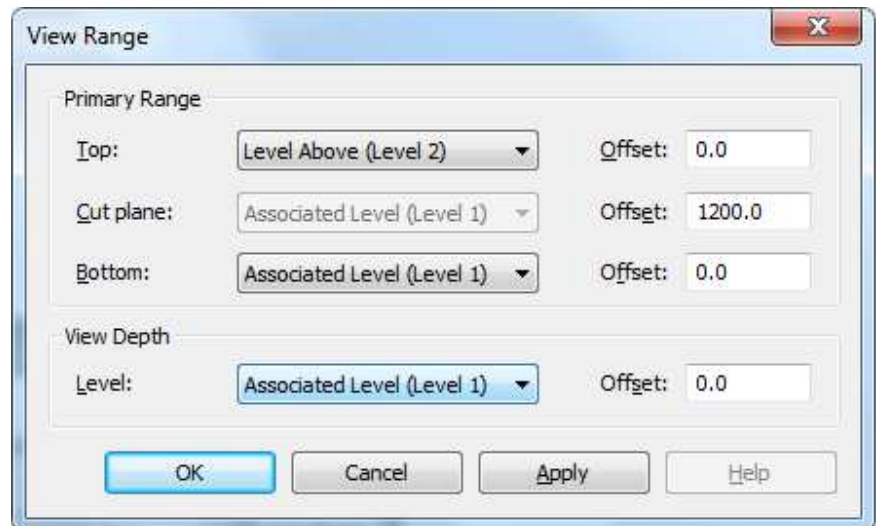 View Range
Primary Range
Top: Level Above (Level 2) Offset: 0.0
Cut plane: Associated Level (Level 1) Offset: 1200.0
Bottom: Associated Level (Level 1) Offset: 0.0
View Depth
Level: Associated Level (Level 1) Offset: 0.0
OK Cancel Apply Help